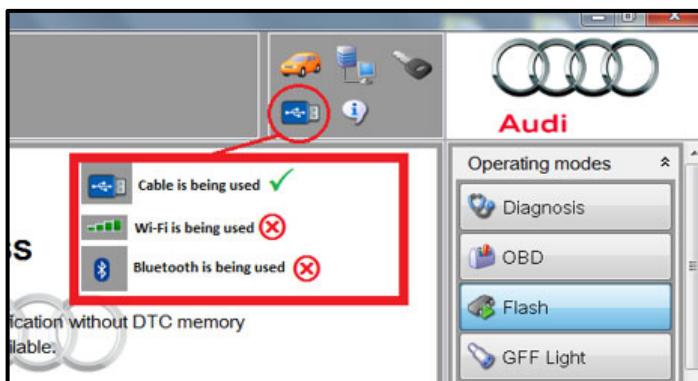 Audi
Cable is being used
Wi-Fi is being used
Bluetooth is being used
ss
fication without DTC memory
ilable.
Operating modes
Diagnosis
OBD
Flash
GFF Light